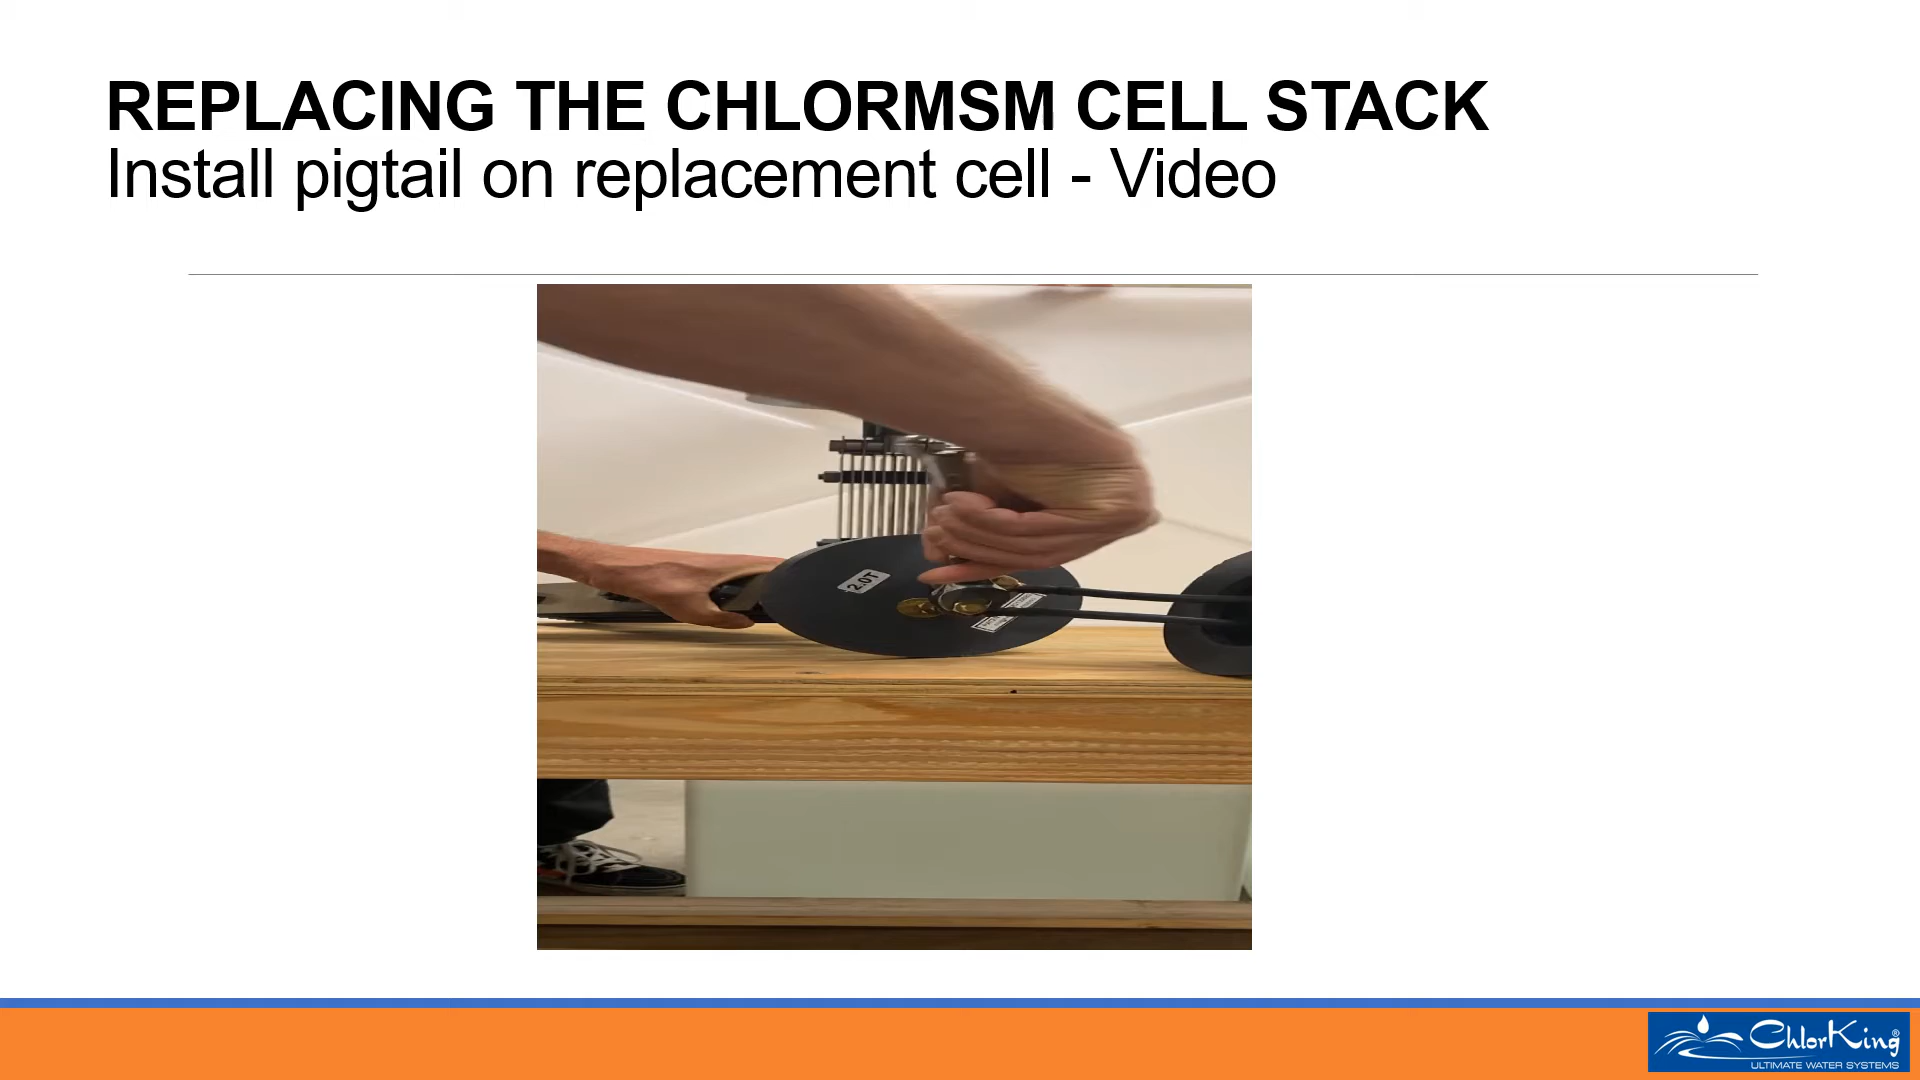 REPLACING THE CHLORMSM CELL STACK
Install pigtail on replacement cell - Video
2.0T
ChlorKing®
ULTIMATE WATER SYSTEMS